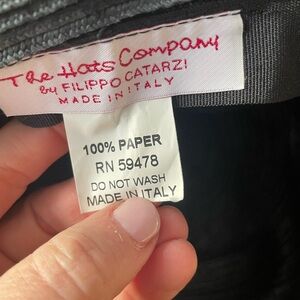 The Hats Company
by FILIPPO CATARZI
MADE IN ITALY
100% PAPER
RN 59478
DO NOT WASH
MADE IN ITALY